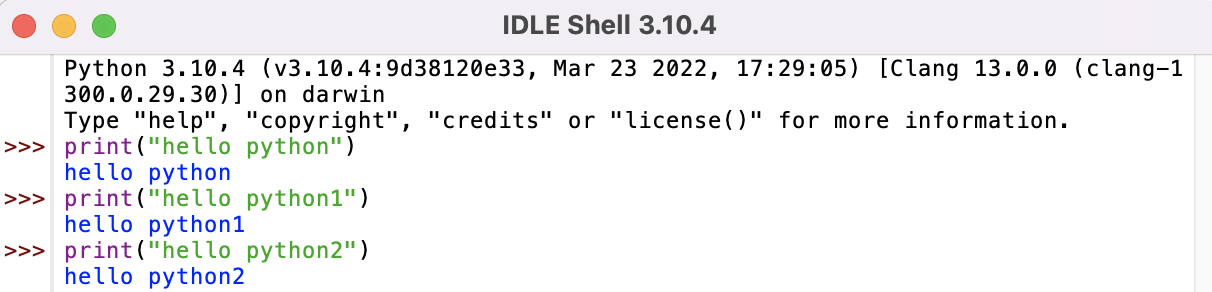 IDLE Shell 3.10.4
Python 3.10.4 (v3.10.4:9d38120e33, Mar 23 2022, 17:29:05) [Clang 13.0.0 (clang-1
300.0.29.30)] on darwin
Type "help", "copyright", "credits" or "license()" for more information.
>>> print("hello python")
hello python
>>> print("hello python1")
hello python1
>>> print("hello python2")
hello python2